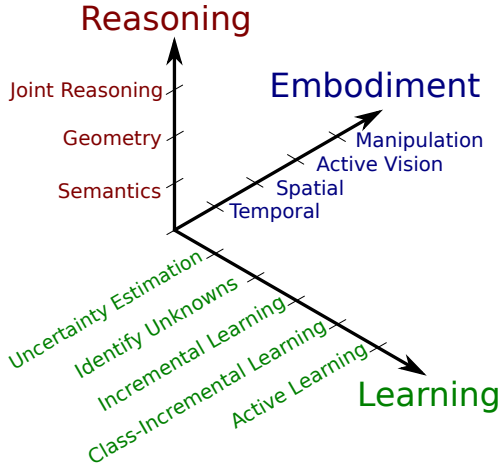 Reasoning
Joint Reasoning
Geometry
Semantics
Embodiment
Manipulation
Active Vision
Spatial
Temporal
Uncertainty Estimation
Identify Unknowns
Incremental Learning
Class-Incremental Learning
Active Learning
Learning